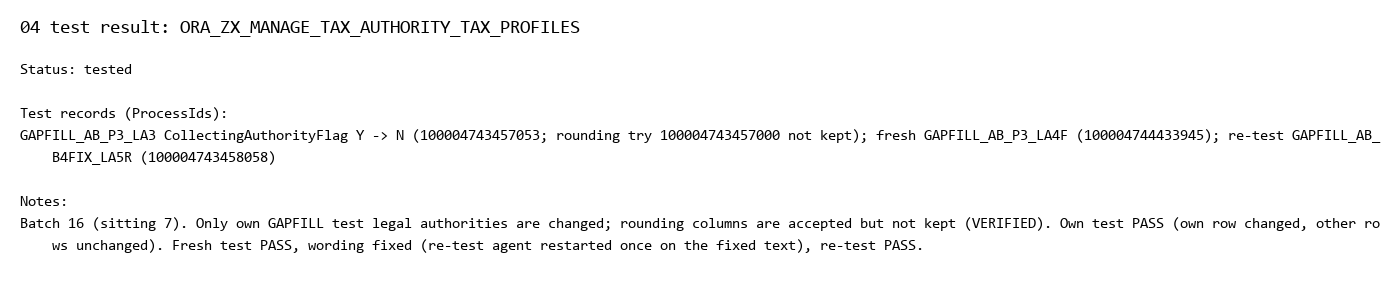 04 test result: ORA_ZX_MANAGE_TAX_AUTHORITY_TAX_PROFILES
Status: tested
Test records (ProcessIds):
GAPFILL_AB_P3_LA3 CollectingAuthorityFlag Y -> N (100004743457053; rounding try 100004743457000 not kept); fresh GAPFILL_AB_P3_LA4F (100004744433945); re-test GAPFILL_AB_
B4FIX_LA5R (100004743458058)
Notes:
Batch 16 (sitting 7). Only own GAPFILL test legal authorities are changed; rounding columns are accepted but not kept (VERIFIED). Own test PASS (own row changed, other ro
ws unchanged). Fresh test PASS, wording fixed (re-test agent restarted once on the fixed text), re-test PASS.